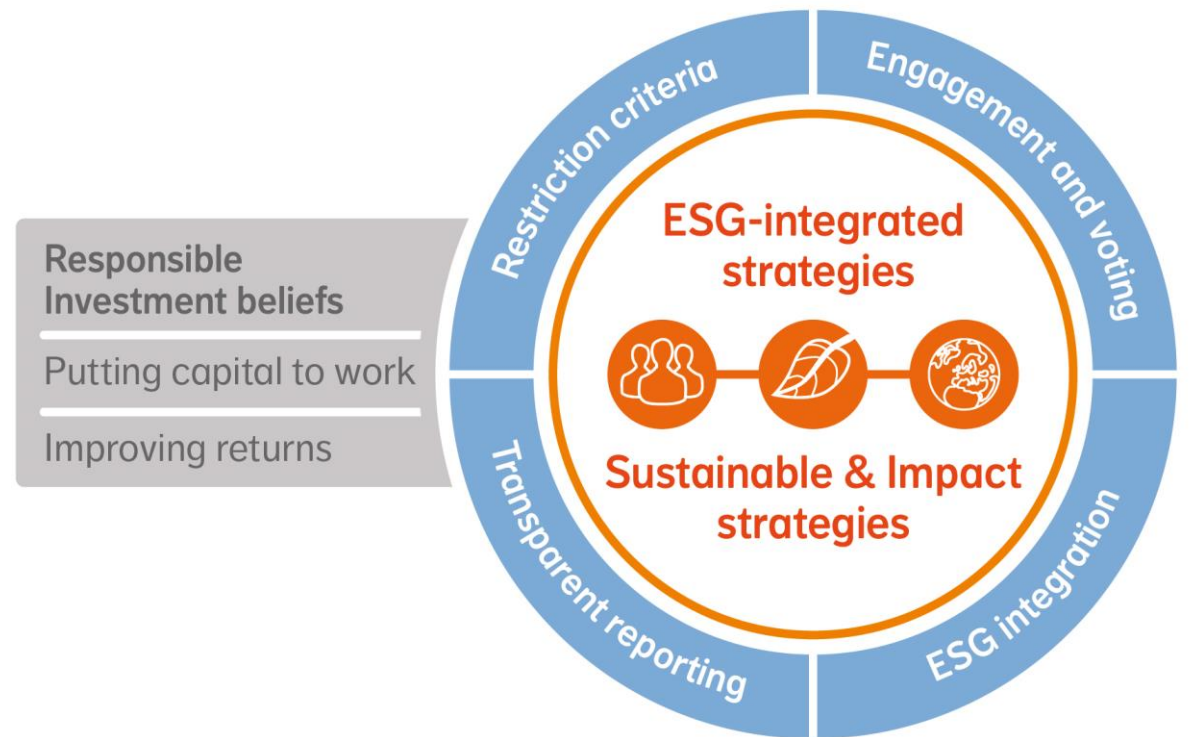 Responsible
Investment beliefs
Putting capital to work
Improving returns
Restriction criteria
Engagement and voting
ESG-integrated
strategies
Sustainable & Impact
strategies
Transparent reporting
ESG integration